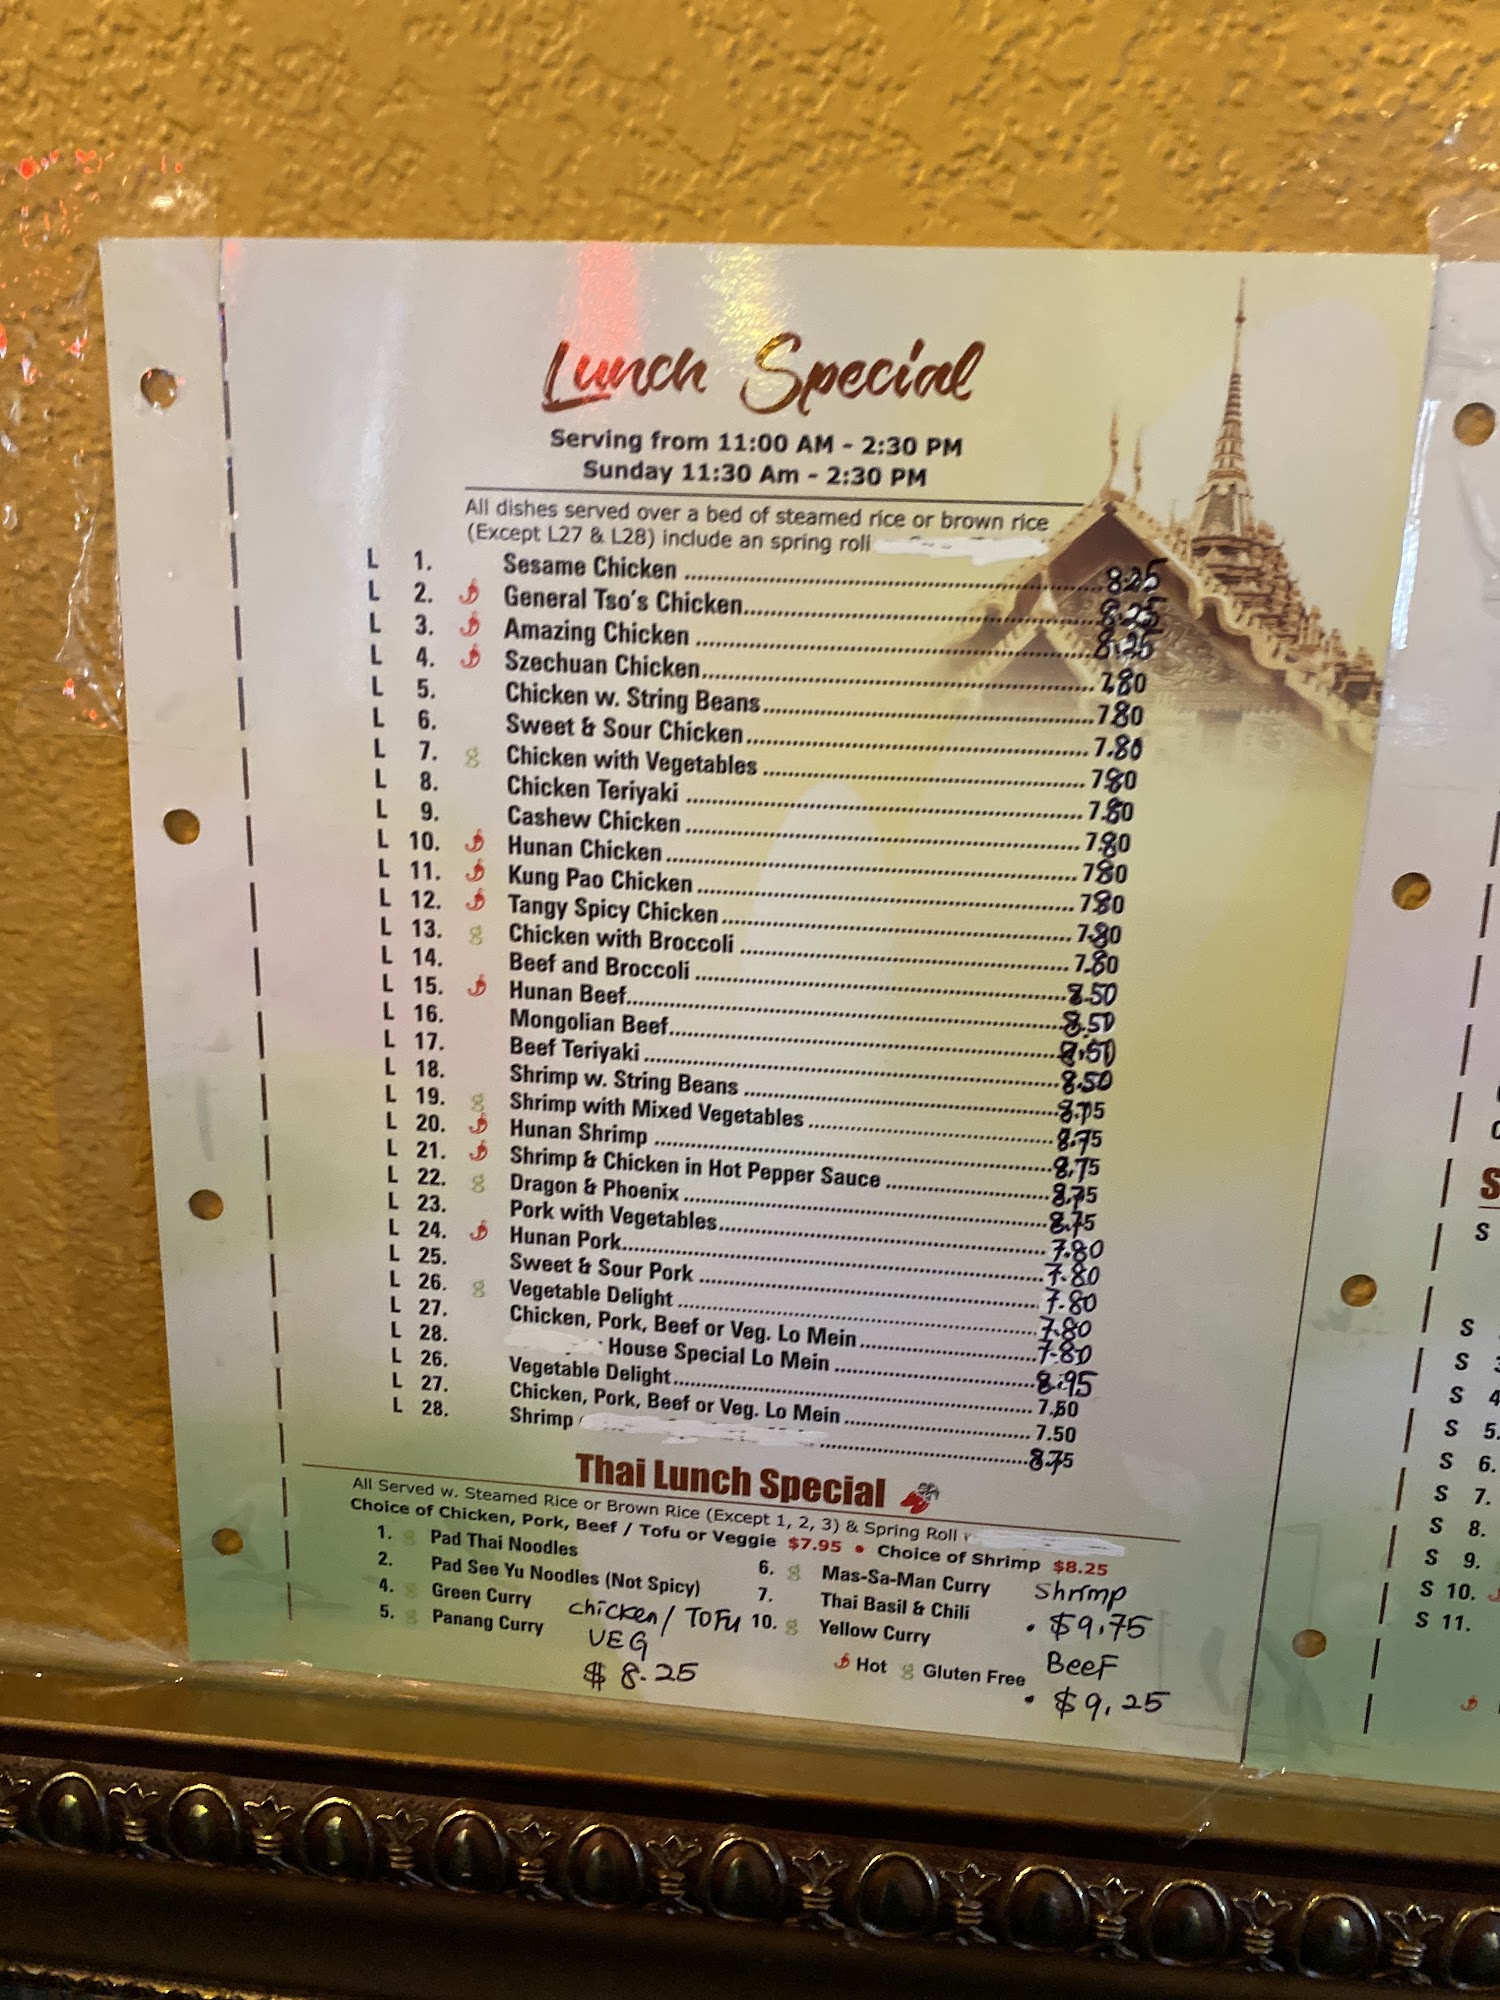 Lunch Special
Serving from 11:00 AM - 2:30 PM
Sunday 11:30 Am - 2:30 PM
All dishes served over a bed of steamed rice or brown rice
(Except L27 & L28) include an spring roll
L 1. Sesame Chicken 8.25
L 2. General Tso's Chicken 8.25
L 3. Amazing Chicken 8.25
L 4. Szechuan Chicken 7.80
L 5. Chicken w. String Beans 7.80
L 6. Sweet & Sour Chicken 7.80
L 7. g Chicken with Vegetables 7.80
L 8. Chicken Teriyaki 7.80
L 9. Cashew Chicken 7.80
L 10. Hunan Chicken 7.80
L 11. Kung Pao Chicken 7.80
L 12. Tangy Spicy Chicken 7.80
L 13. g Chicken with Broccoli 7.80
L 14. Beef and Broccoli 8.50
L 15. Hunan Beef 8.50
L 16. Mongolian Beef 8.50
L 17. Beef Teriyaki 8.50
L 18. Shrimp w. String Beans 8.75
L 19. g Shrimp with Mixed Vegetables 8.75
L 20. Hunan Shrimp 8.75
L 21. Shrimp & Chicken in Hot Pepper Sauce 8.75
L 22. g Dragon & Phoenix 8.75
L 23. Pork with Vegetables 7.80
L 24. Hunan Pork 7.80
L 25. Sweet & Sour Pork 7.80
L 26. g Vegetable Delight 7.80
L 27. Chicken, Pork, Beef or Veg. Lo Mein 7.80
L 28. House Special Lo Mein 8.95
L 26. Vegetable Delight 7.50
L 27. Chicken, Pork, Beef or Veg. Lo Mein 7.50
L 28. Shrimp 8.75
Thai Lunch Special
All Served w. Steamed Rice or Brown Rice (Except 1, 2, 3) & Spring Roll
Choice of Chicken, Pork, Beef / Tofu or Veggie $7.95 • Choice of Shrimp $8.25
1. g Pad Thai Noodles
2. Pad See Yu Noodles (Not Spicy)
4. g Green Curry
5. g Panang Curry
Chicken / TOFU
VEG
$ 8.25
6. g Mas-Sa-Man Curry
7. Thai Basil & Chili
10. g Yellow Curry
Hot g Gluten Free
Shrimp
• $9.75
BeeF
• $9.25
S
S
S
S 3
S 4
S 5.
S 6.
S 7.
S 8.
S 9.
S 10.
S 11.